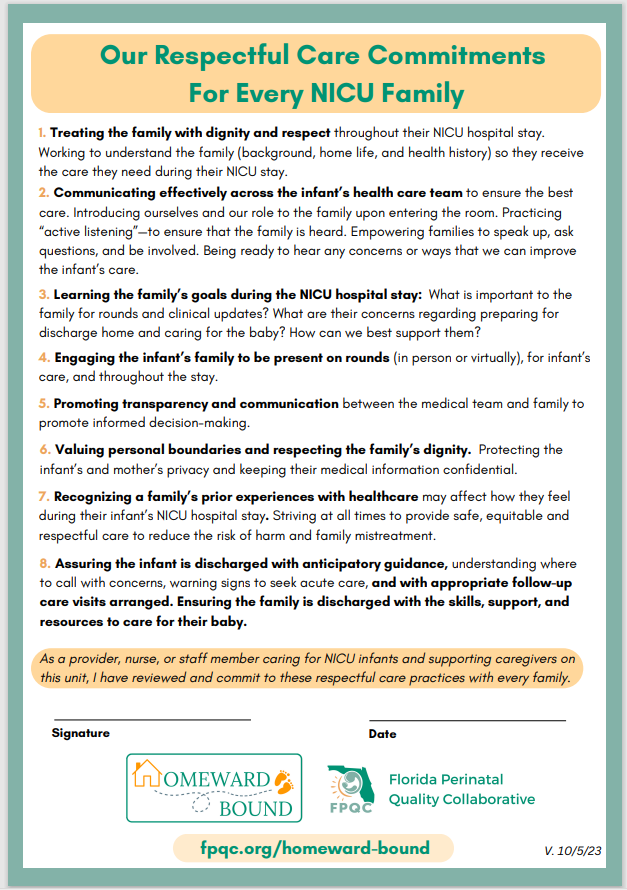 Our Respectful Care Commitments
For Every NICU Family
1. Treating the family with dignity and respect throughout their NICU hospital stay.
Working to understand the family (background, home life, and health history) so they receive
the care they need during their NICU stay.
2. Communicating effectively across the infant's health care team to ensure the best
care. Introducing ourselves and our role to the family upon entering the room. Practicing
“active listening”—to ensure that the family is heard. Empowering families to speak up, ask
questions, and be involved. Being ready to hear any concerns or ways that we can improve
the infant's care.
3. Learning the family's goals during the NICU hospital stay: What is important to the
family for rounds and clinical updates? What are their concerns regarding preparing for
discharge home and caring for the baby? How can we best support them?
4. Engaging the infant's family to be present on rounds (in person or virtually), for infant's
care, and throughout the stay.
5. Promoting transparency and communication between the medical team and family to
promote informed decision-making.
6. Valuing personal boundaries and respecting the family's dignity. Protecting the
infant's and mother's privacy and keeping their medical information confidential.
7. Recognizing a family's prior experiences with healthcare may affect how they feel
during their infant's NICU hospital stay. Striving at all times to provide safe, equitable and
respectful care to reduce the risk of harm and family mistreatment.
8. Assuring the infant is discharged with anticipatory guidance, understanding where
to call with concerns, warning signs to seek acute care, and with appropriate follow-up
care visits arranged. Ensuring the family is discharged with the skills, support, and
resources to care for their baby.
As a provider, nurse, or staff member caring for NICU infants and supporting caregivers on
this unit, I have reviewed and commit to these respectful care practices with every family.
Signature
Date
HOMEWARD
BOUND
FPQC
Florida Perinatal
Quality Collaborative
fpqc.org/homeward-bound
V. 10/5/23